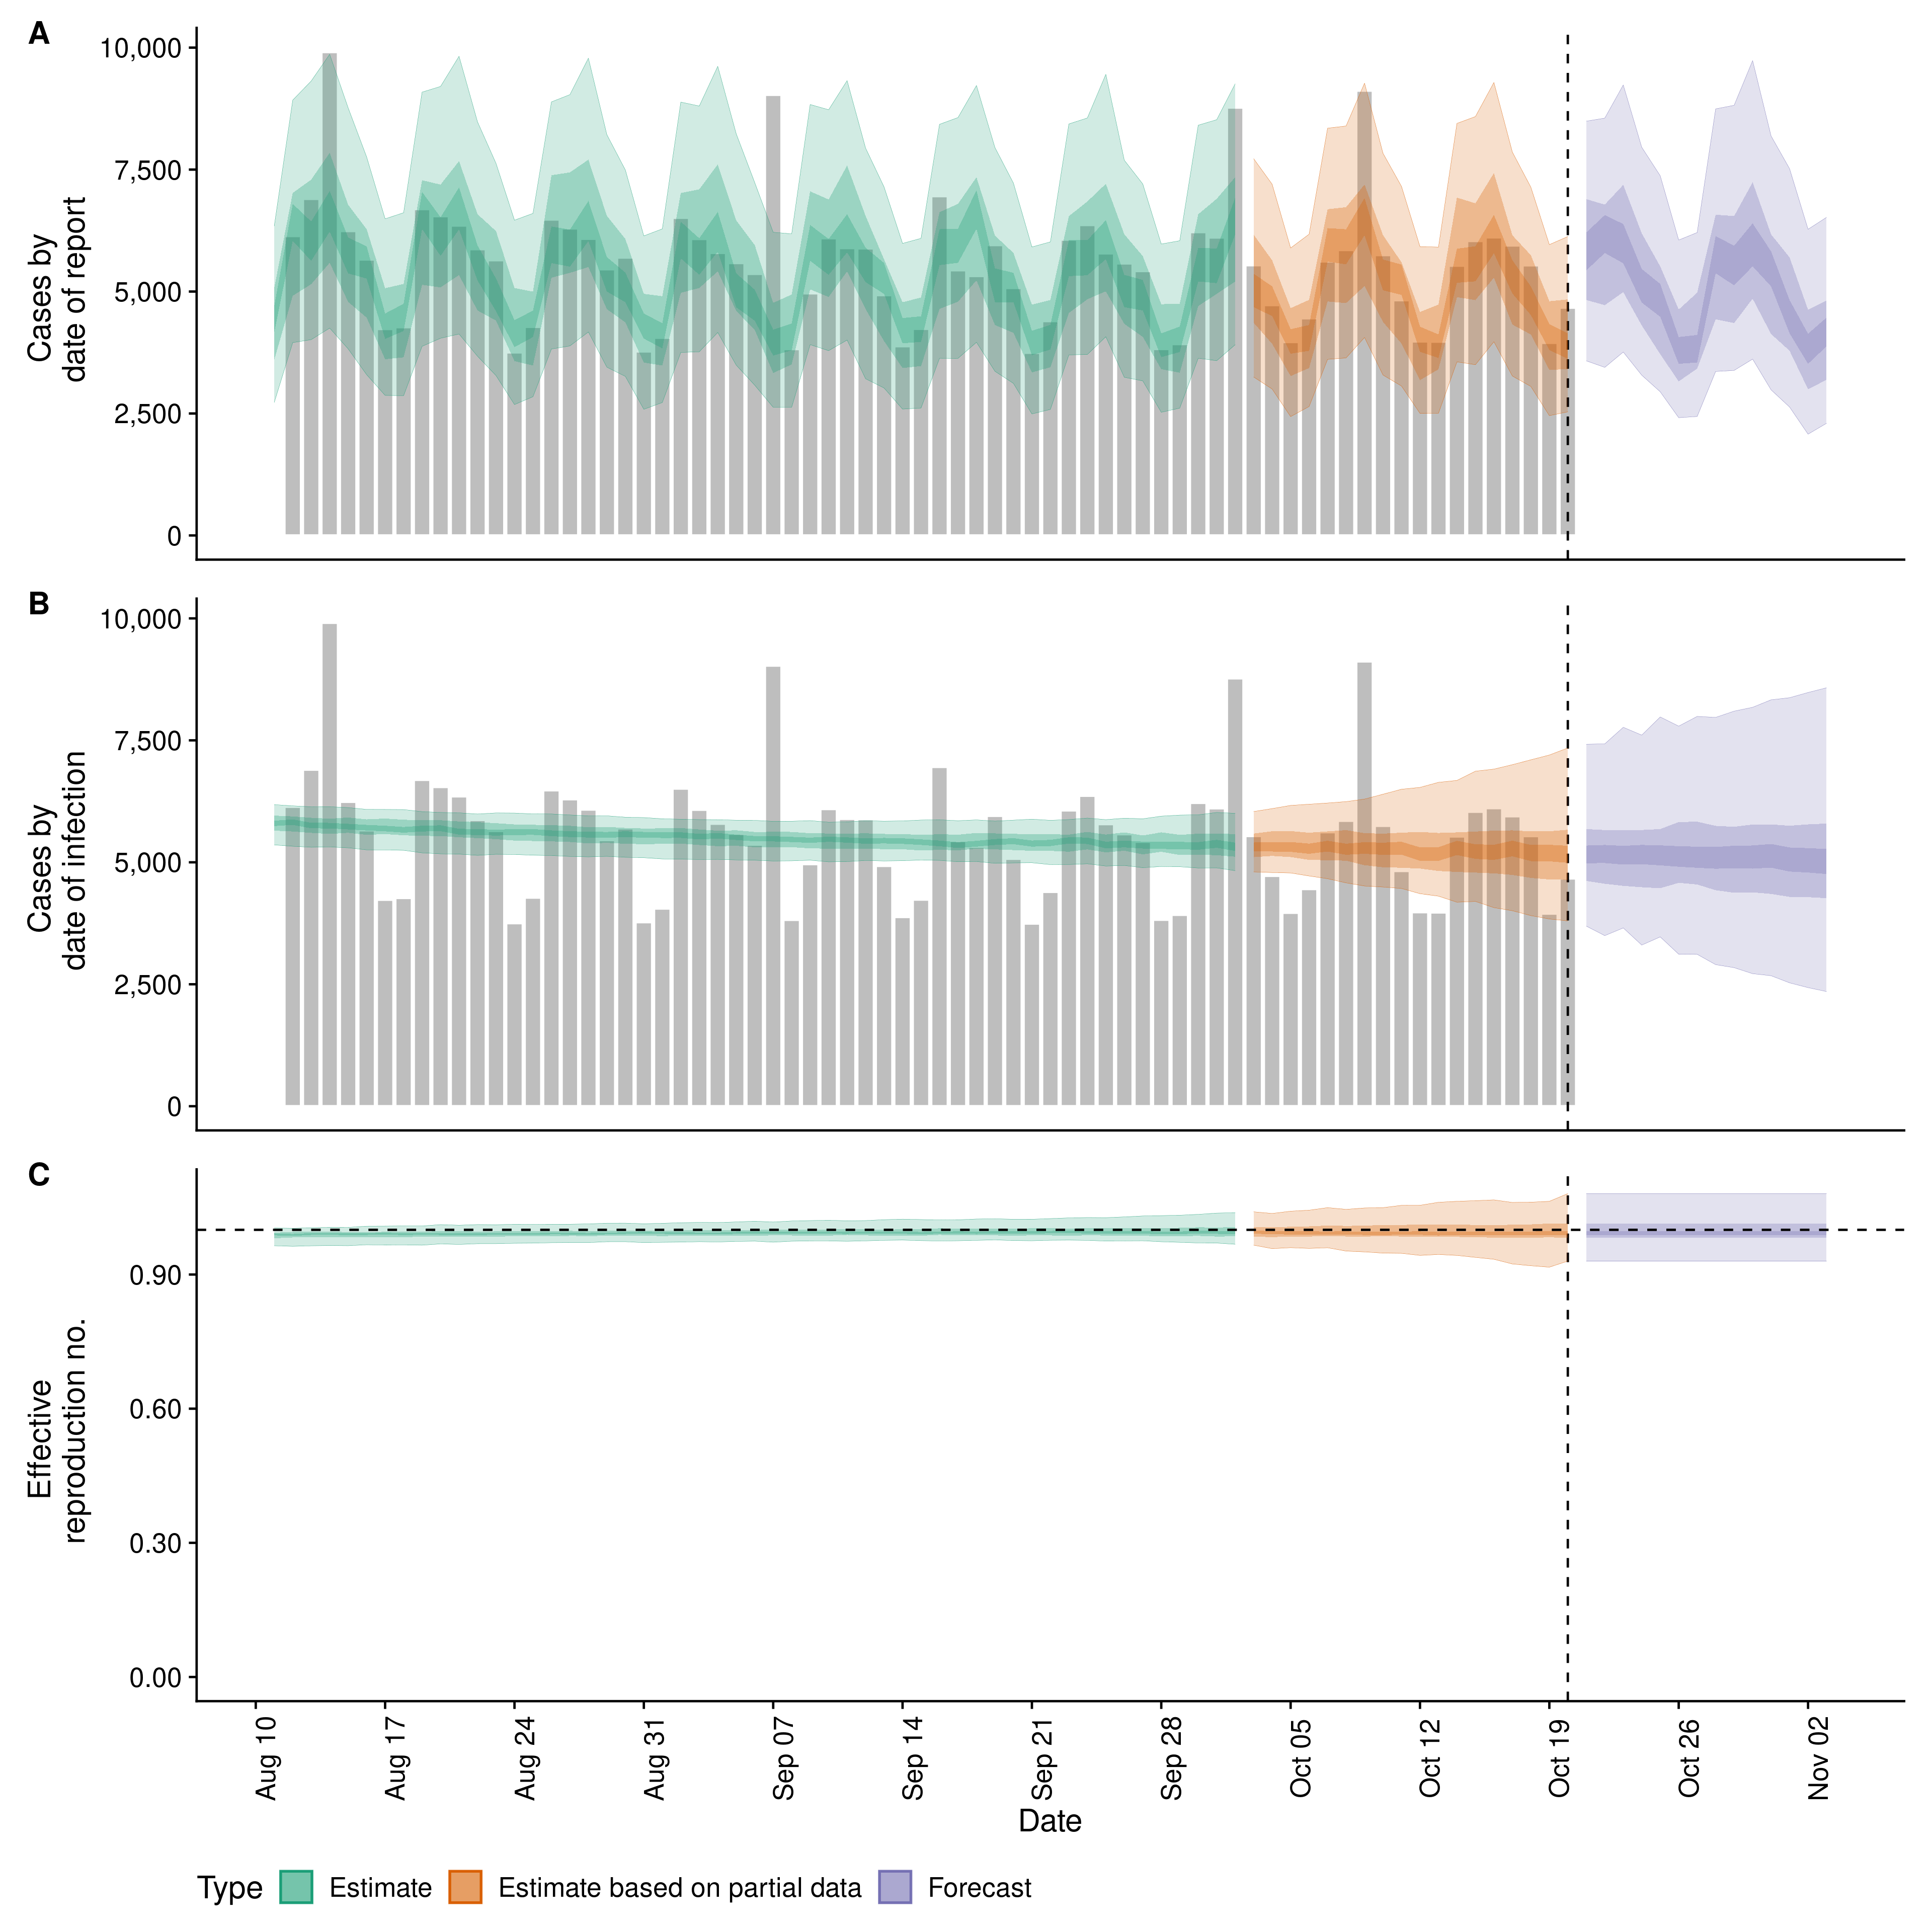 A
10,000
7,500
5,000
2,500
0
Cases by
date of report
B
10,000
7,500
5,000
2,500
0
Cases by
date of infection
C
0.90
0.60
0.30
0.00
Effective
reproduction no.
Aug 10
Aug 17
Aug 24
Aug 31
Sep 07
Sep 14
Sep 21
Sep 28
Oct 05
Oct 12
Oct 19
Oct 26
Nov 02
Date
Type Estimate Estimate based on partial data Forecast